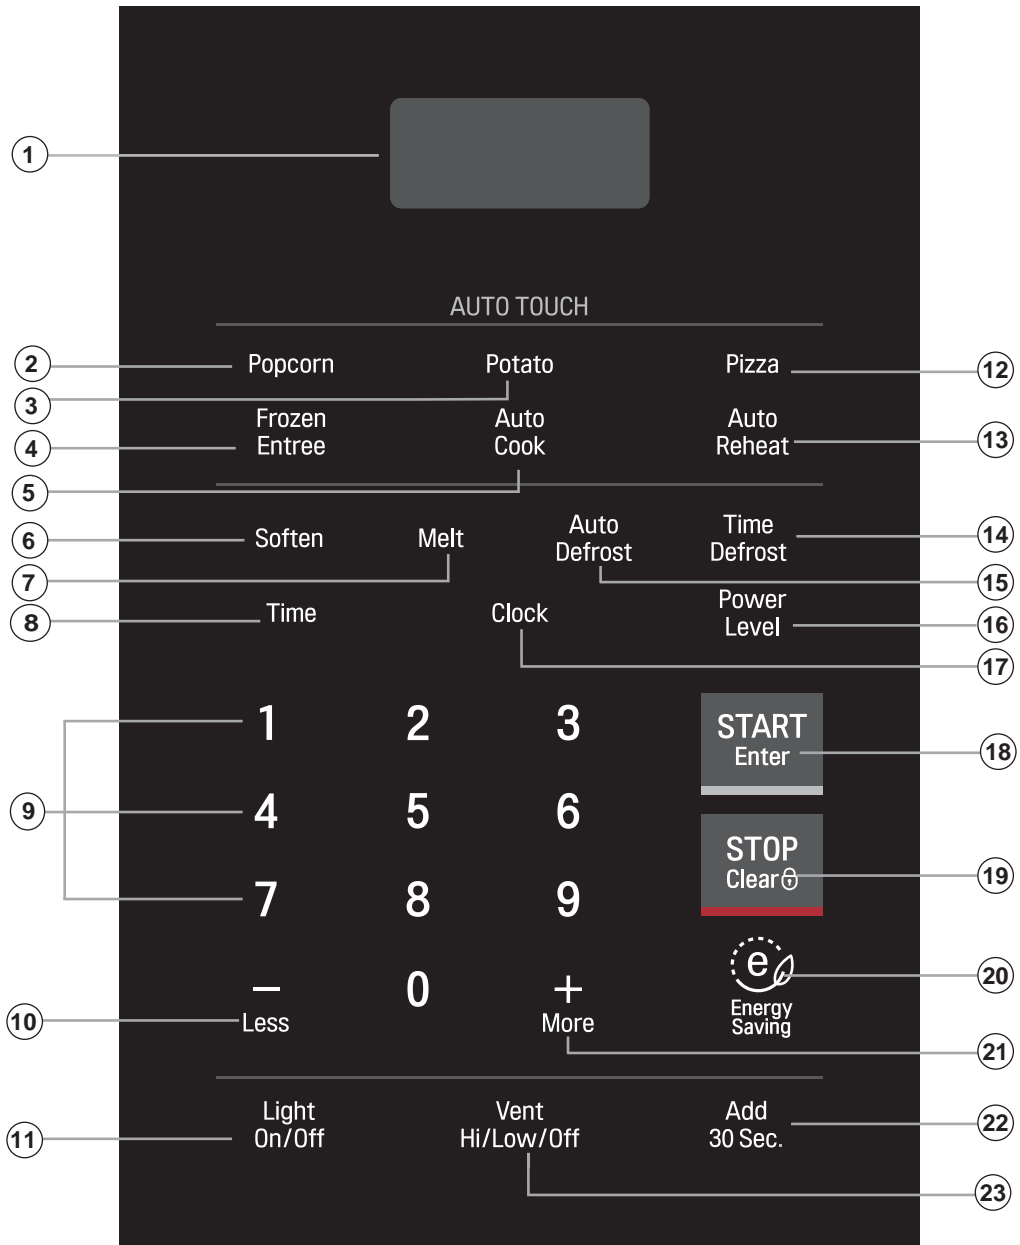 1
AUTO TOUCH
2 Popcorn Potato Pizza 12
3
Frozen Auto Auto
4 Entree Cook Reheat 13
5
Auto Time
6 Soften Melt Defrost Defrost 14
7 15
Power
8 Time Clock Level 16
17
1 2 3 START
Enter 18
9 4 5 6
STOP
Clear 19
7 8 9
e 20
− 0 +
10 Less More Energy
Saving
21
Light Vent Add 22
11 On/Off Hi/Low/Off 30 Sec.
23